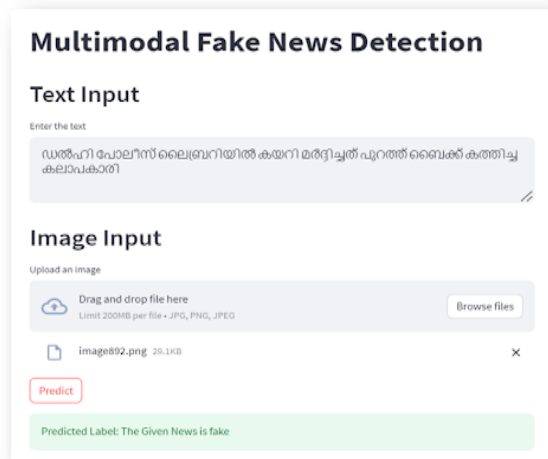 Multimodal Fake News Detection
Text Input
Enter the text
ഡൽഹി പോലീസ് ലൈബ്രറിയിൽ കയറി മർദ്ദിച്ചത് പുറത്ത് ബൈക്ക് കത്തിച്ച
കലാപകാരി
Image Input
Upload an image
Drag and drop file here
Limit 200MB per file • JPG, PNG, JPEG
Browse files
image892.png 29.1KB
Predict
Predicted Label: The Given News is fake